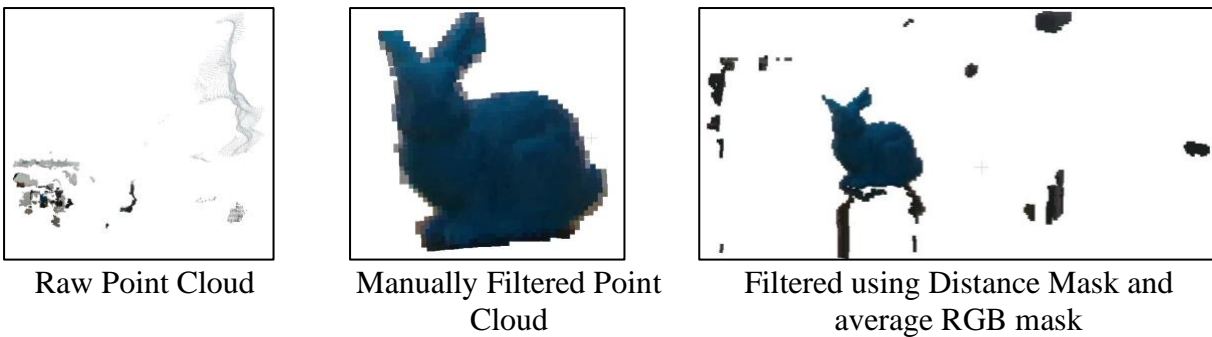 Raw Point Cloud
Manually Filtered Point
Cloud
Filtered using Distance Mask and
average RGB mask